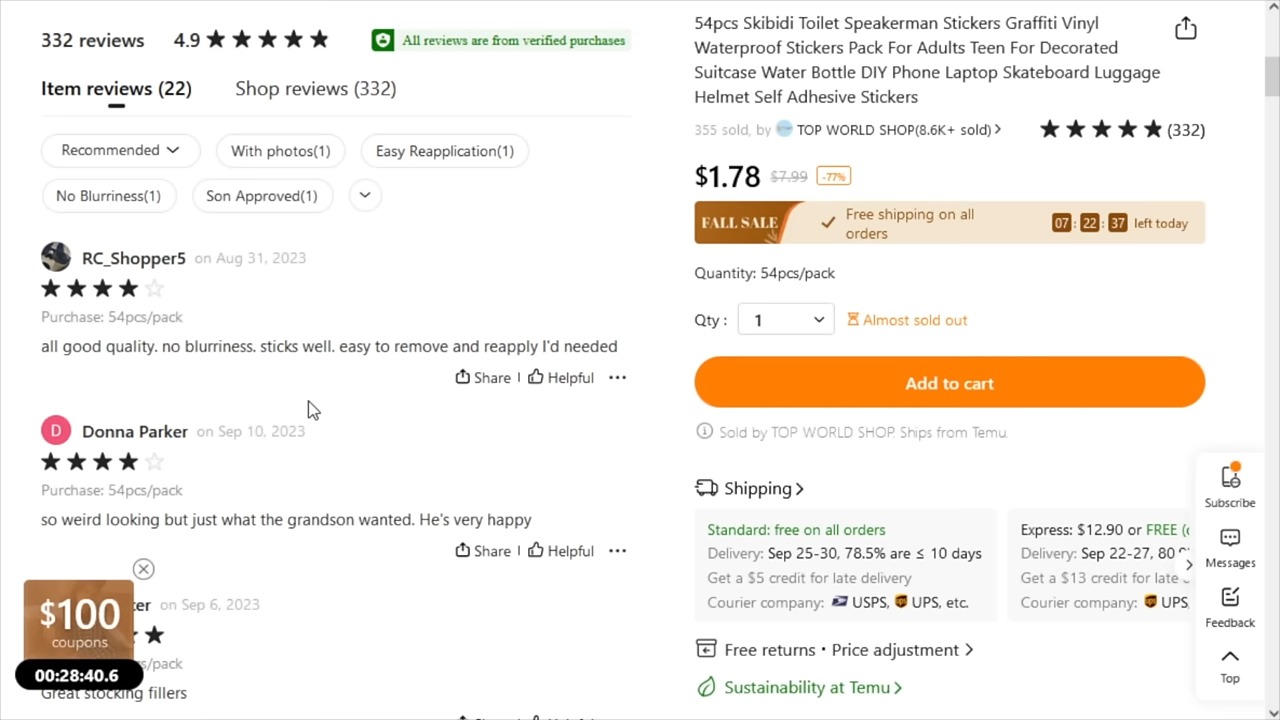 332 reviews 4.9
All reviews are from verified purchases
Item reviews (22) Shop reviews (332)
Recommended With photos(1) Easy Reapplication(1)
No Blurriness(1) Son Approved(1)
RC_Shopper5 on Aug 31, 2023
Purchase: 54pcs/pack
all good quality. no blurriness. sticks well. easy to remove and reapply I'd needed
Share | Helpful ...
D Donna Parker on Sep 10, 2023
Purchase: 54pcs/pack
so weird looking but just what the grandson wanted. He's very happy
Share | Helpful ...
ter on Sep 6, 2023
cs/pack
Great stocking fillers
$100
coupons
00:28:40.6
54pcs Skibidi Toilet Speakerman Stickers Graffiti Vinyl
Waterproof Stickers Pack For Adults Teen For Decorated
Suitcase Water Bottle DIY Phone Laptop Skateboard Luggage
Helmet Self Adhesive Stickers
355 sold, by TOP WORLD SHOP(8.6K+ sold) (332)
$1.78 $7.99 -77%
FALL SALE Free shipping on all
orders
07 : 22 : 37 left today
Quantity: 54pcs/pack
Qty : 1 Almost sold out
Add to cart
Sold by TOP WORLD SHOP. Ships from Temu.
Shipping
Standard: free on all orders
Delivery: Sep 25-30, 78.5% are ≤ 10 days
Get a $5 credit for late delivery
Courier company: USPS, UPS, etc.
Express: $12.90 or FREE (
Delivery: Sep 22-27, 80
Get a $13 credit for late
Courier company: UPS,
Free returns • Price adjustment
Sustainability at Temu
Subscribe
Messages
Feedback
Top